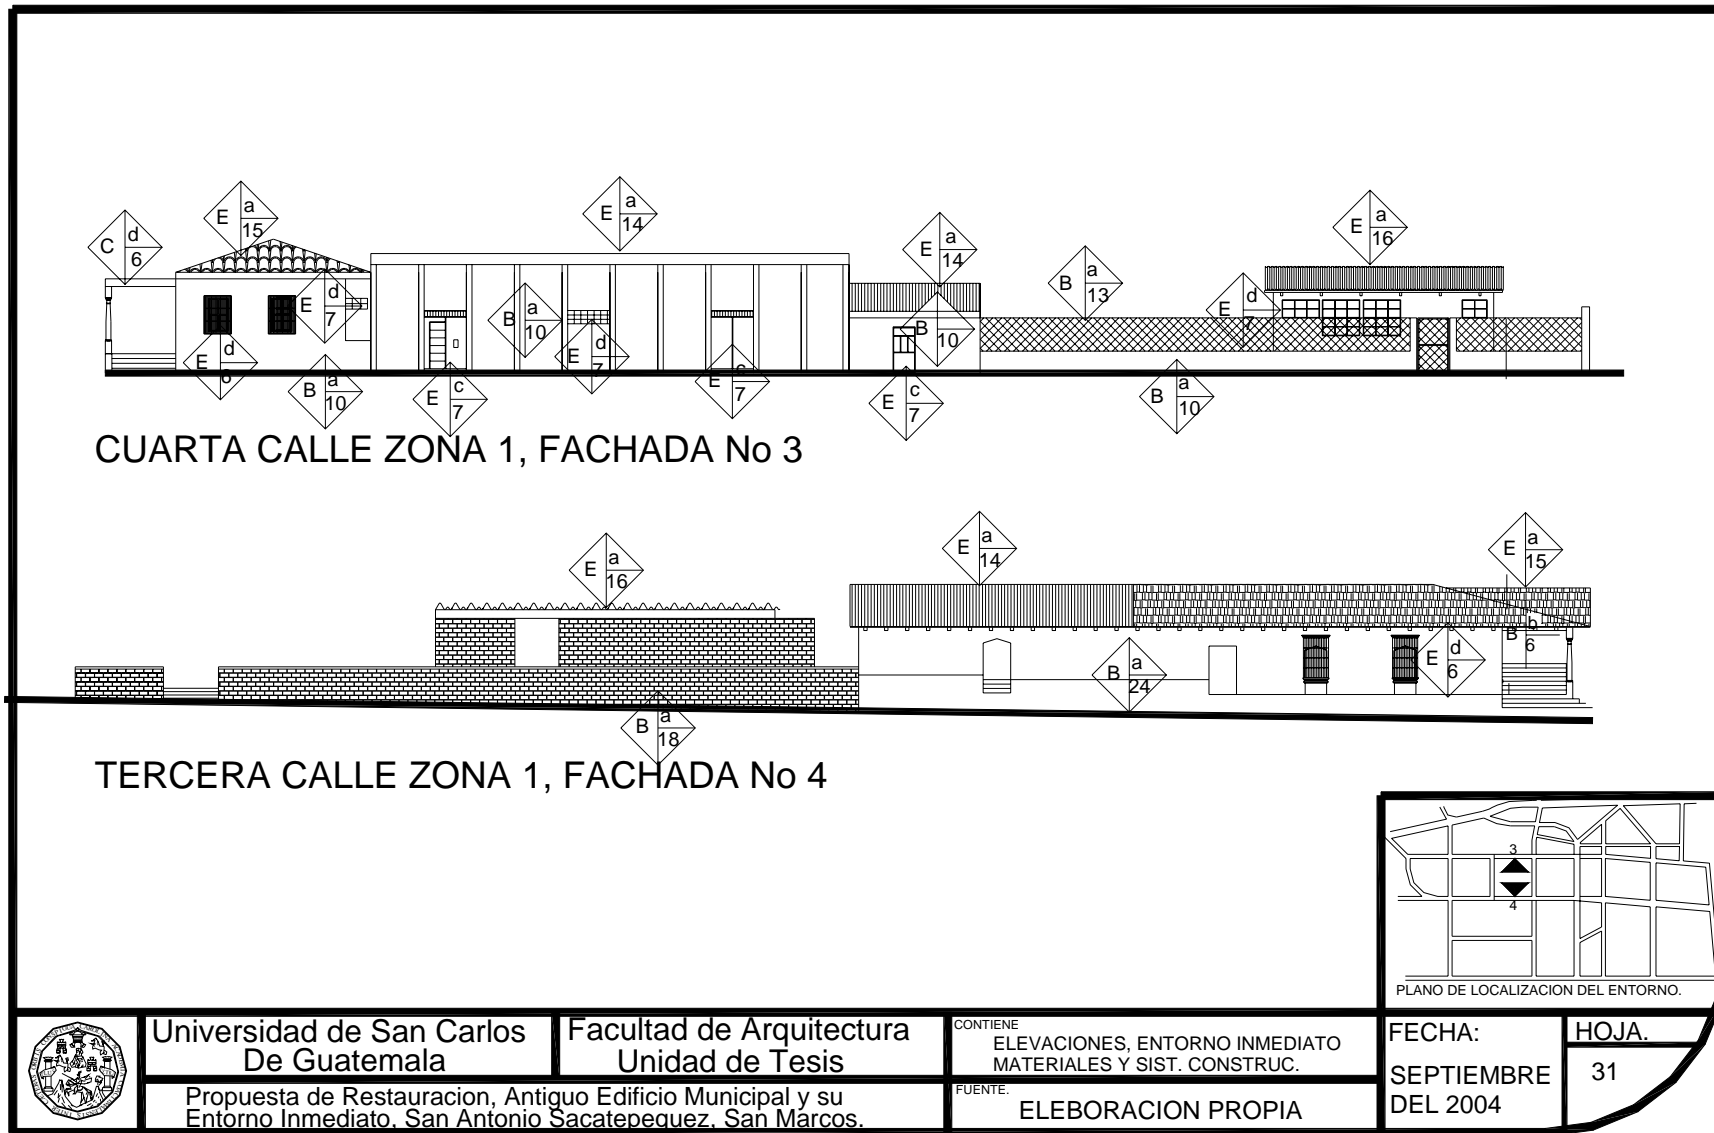 C d 6
E a 15
E d 7
E d 6
B a 10
E a 14
B a 10
E d 7
E c 7
E c 7
E a 14
B a 10
E c 7
B a 13
B a 10
E d 7
E a 16
CUARTA CALLE ZONA 1, FACHADA No 3
E a 16
E a 14
E a 15
B b 6
E d 6
B a 24
B a 18
TERCERA CALLE ZONA 1, FACHADA No 4
3
4
PLANO DE LOCALIZACION DEL ENTORNO.
Universidad de San Carlos
De Guatemala
Facultad de Arquitectura
Unidad de Tesis
CONTIENE
ELEVACIONES, ENTORNO INMEDIATO
MATERIALES Y SIST. CONSTRUC.
FECHA:
SEPTIEMBRE
DEL 2004
HOJA.
31
Propuesta de Restauracion, Antiguo Edificio Municipal y su
Entorno Inmediato, San Antonio Sacatepequez, San Marcos.
FUENTE.
ELEBORACION PROPIA